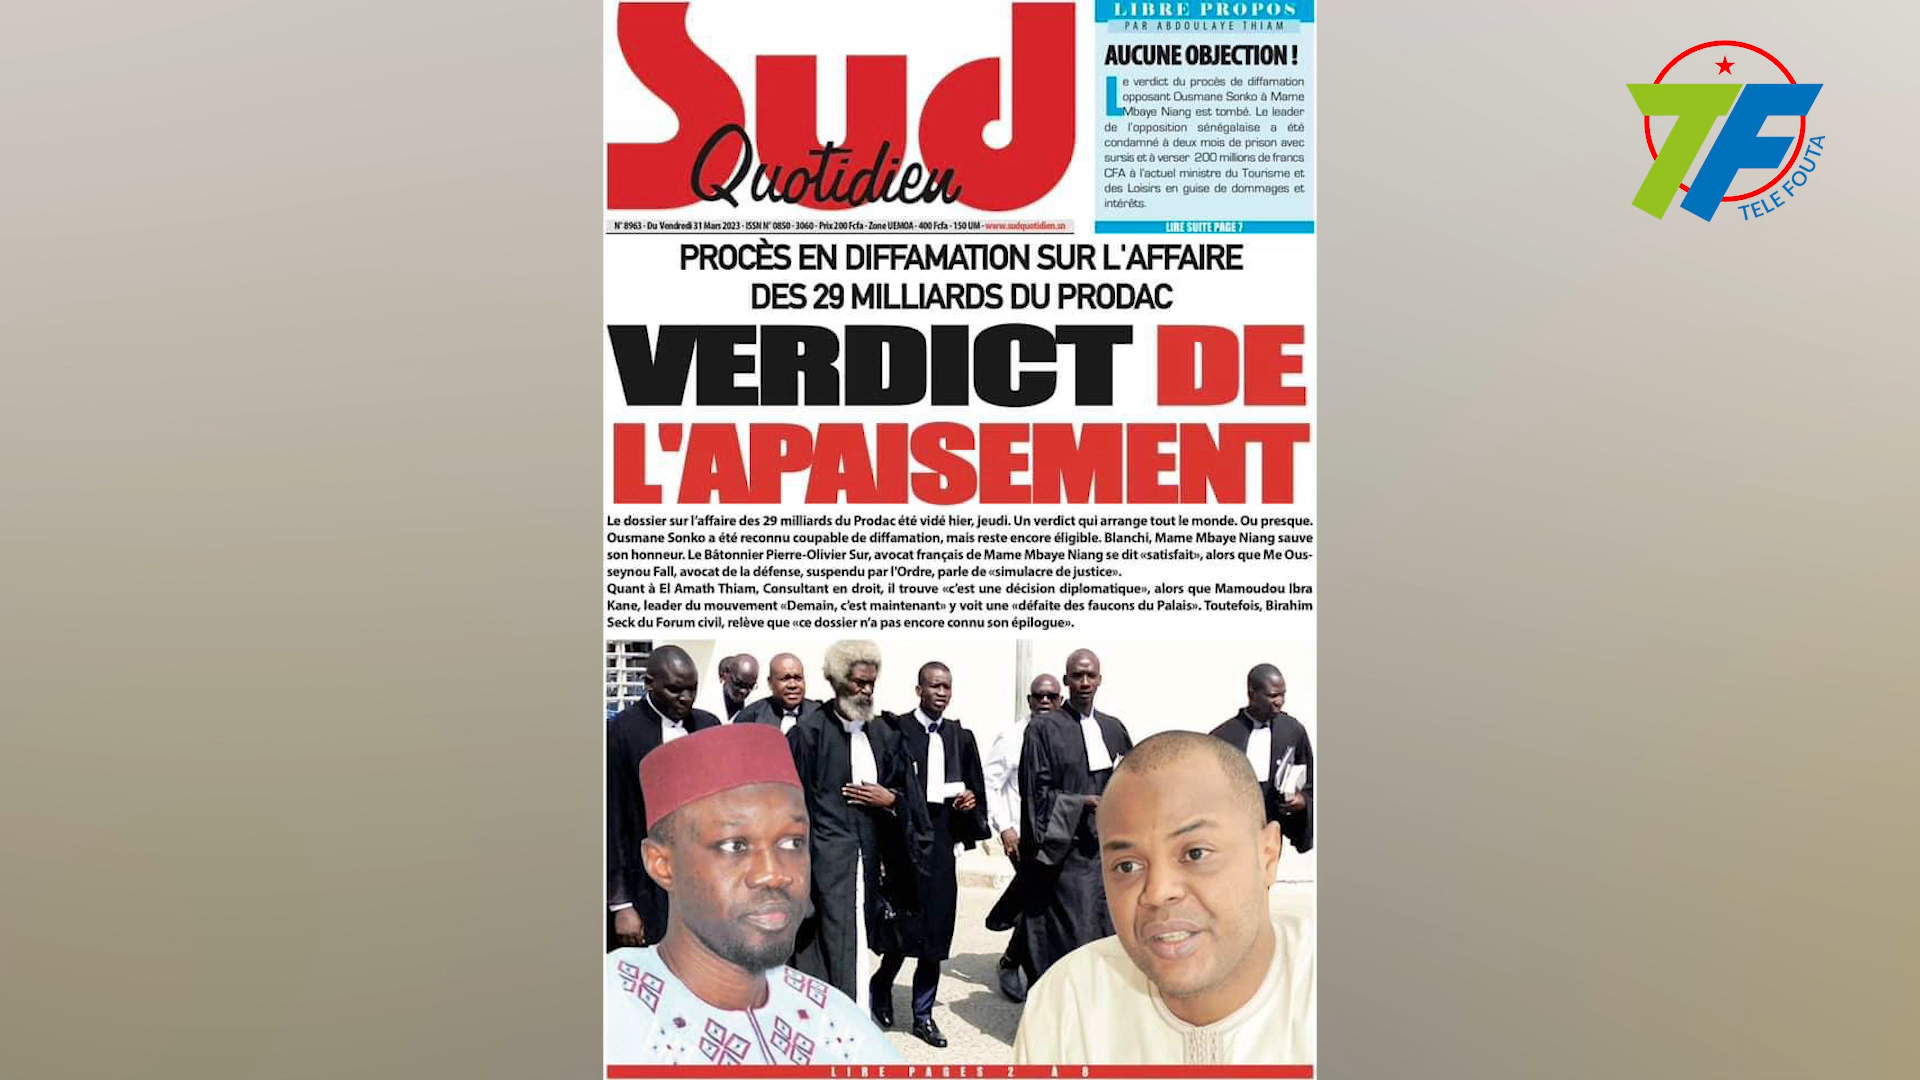 Sud
Quotidien
N° 8963 - Du Vendredi 31 Mars 2023 - ISSN N° 0850 - 3060 - Prix 200 Fcfa - Zone UEMOA - 400 Fcfa - 150 UM - www.sudquotidien.sn
LIBRE PROPOS
PAR ABDOULAYE THIAM
AUCUNE OBJECTION !
Le verdict du procès de diffamation
opposant Ousmane Sonko à Mame
Mbaye Niang est tombé. Le leader
de l'opposition sénégalaise a été
condamné à deux mois de prison avec
sursis et à verser 200 millions de francs
CFA à l'actuel ministre du Tourisme et
des Loisirs en guise de dommages et
intérêts.
LIRE SUITE PAGE 7
TF
TELE FOUTA
PROCÈS EN DIFFAMATION SUR L'AFFAIRE
DES 29 MILLIARDS DU PRODAC
VERDICT DE
L'APAISEMENT
Le dossier sur l'affaire des 29 milliards du Prodac été vidé hier, jeudi. Un verdict qui arrange tout le monde. Ou presque.
Ousmane Sonko a été reconnu coupable de diffamation, mais reste encore éligible. Blanchi, Mame Mbaye Niang sauve
son honneur. Le Bâtonnier Pierre-Olivier Sur, avocat français de Mame Mbaye Niang se dit «satisfait», alors que Me Ous-
seynou Fall, avocat de la défense, suspendu par l'Ordre, parle de «simulacre de justice».
Quant à El Amath Thiam, Consultant en droit, il trouve «c'est une décision diplomatique», alors que Mamoudou Ibra
Kane, leader du mouvement «Demain, c'est maintenant» y voit une «défaite des faucons du Palais». Toutefois, Birahim
Seck du Forum civil, relève que «ce dossier n'a pas encore connu son épilogue».
LIRE PAGES 2 À 8